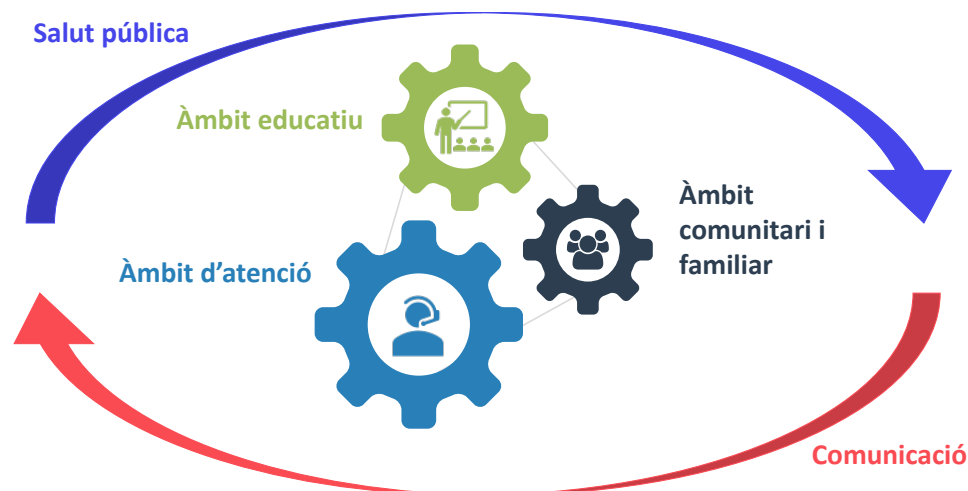 Salut pública
Àmbit educatiu
Àmbit
comunitari i
familiar
Àmbit d’atenció
Comunicació